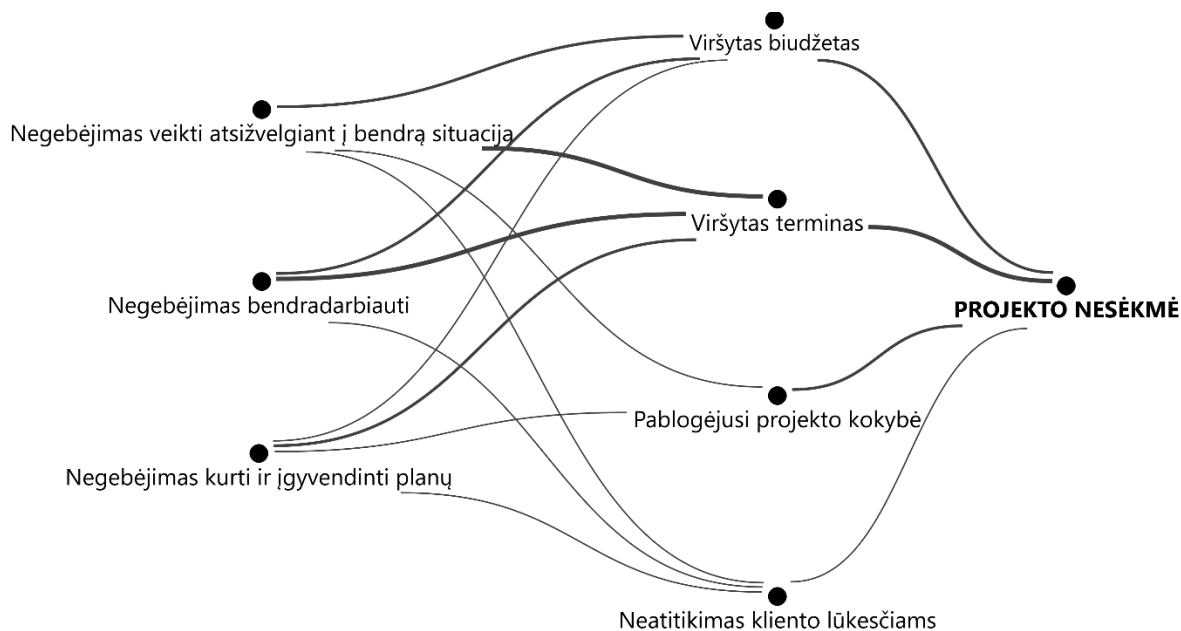 Viršytas biudžetas
Negebėjimas veikti atsižvelgiant į bendrą situacija
Viršytas terminas
Negebėjimas bendradarbiauti
PROJEKTO NESĖKMĖ
Pablogėjusi projekto kokybė
Negebėjimas kurti ir įgyvendinti planų
Neatitikimas kliento lūkesčiams